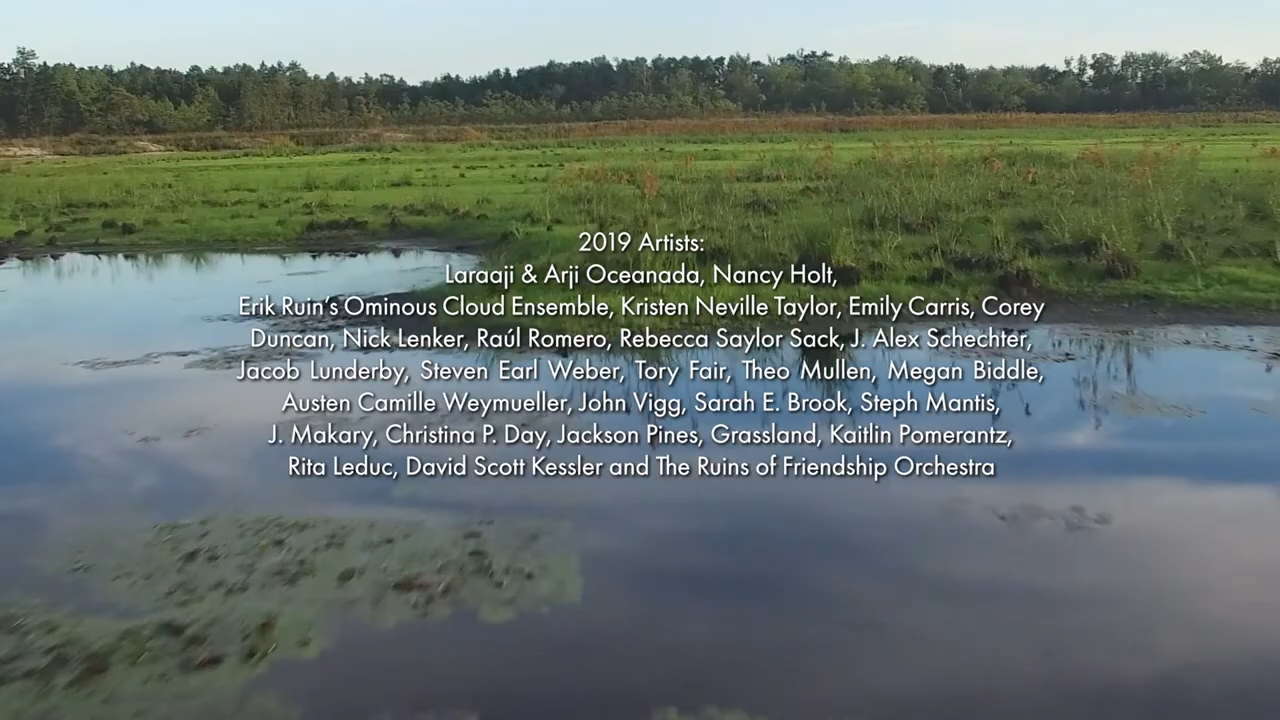 2019 Artists:
Laraaji & Arji Oceanada, Nancy Holt,
Erik Ruin's Ominous Cloud Ensemble, Kristen Neville Taylor, Emily Carris, Corey
Duncan, Nick Lenker, Raúl Romero, Rebecca Saylor Sack, J. Alex Schechter,
Jacob Lunderby, Steven Earl Weber, Tory Fair, Theo Mullen, Megan Biddle,
Austen Camille Weymueller, John Vigg, Sarah E. Brook, Steph Mantis,
J. Makary, Christina P. Day, Jackson Pines, Grassland, Kaitlin Pomerantz,
Rita Leduc, David Scott Kessler and The Ruins of Friendship Orchestra